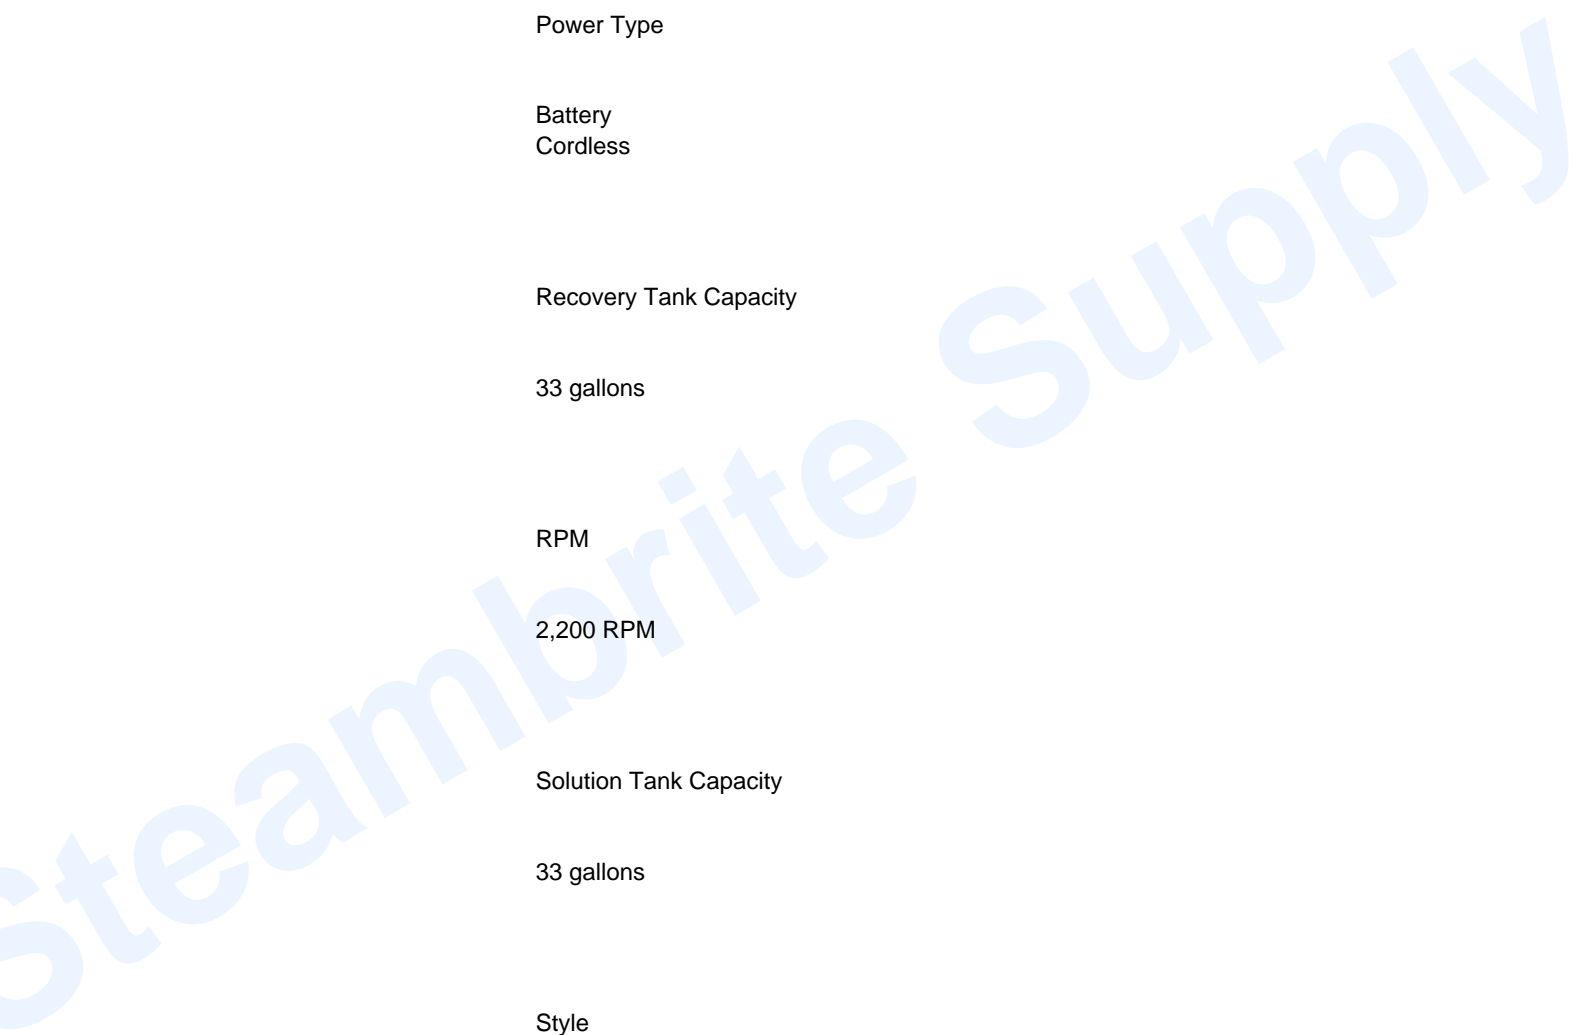 Power Type
Battery
Cordless
Recovery Tank Capacity
33 gallons
RPM
2,200 RPM
Solution Tank Capacity
33 gallons
Style
Steambrite Supply